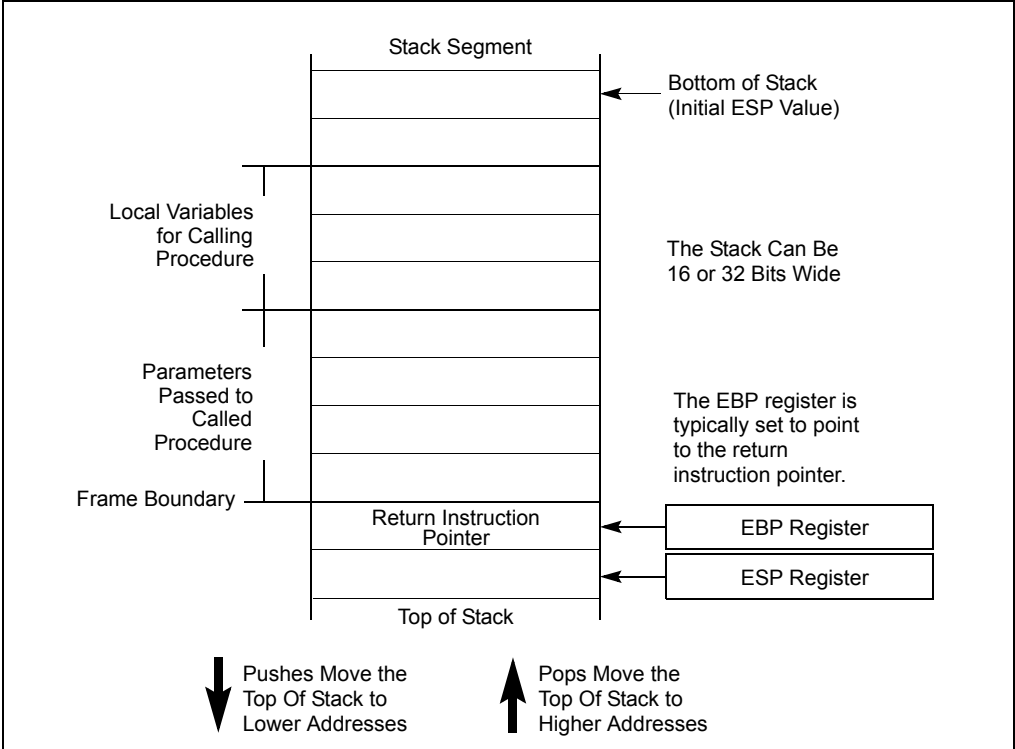 Stack Segment
Bottom of Stack
(Initial ESP Value)
Local Variables
for Calling
Procedure
The Stack Can Be
16 or 32 Bits Wide
Parameters
Passed to
Called
Procedure
The EBP register is
typically set to point
to the return
instruction pointer.
Frame Boundary
Return Instruction
Pointer
EBP Register
ESP Register
Top of Stack
Pushes Move the
Top Of Stack to
Lower Addresses
Pops Move the
Top Of Stack to
Higher Addresses